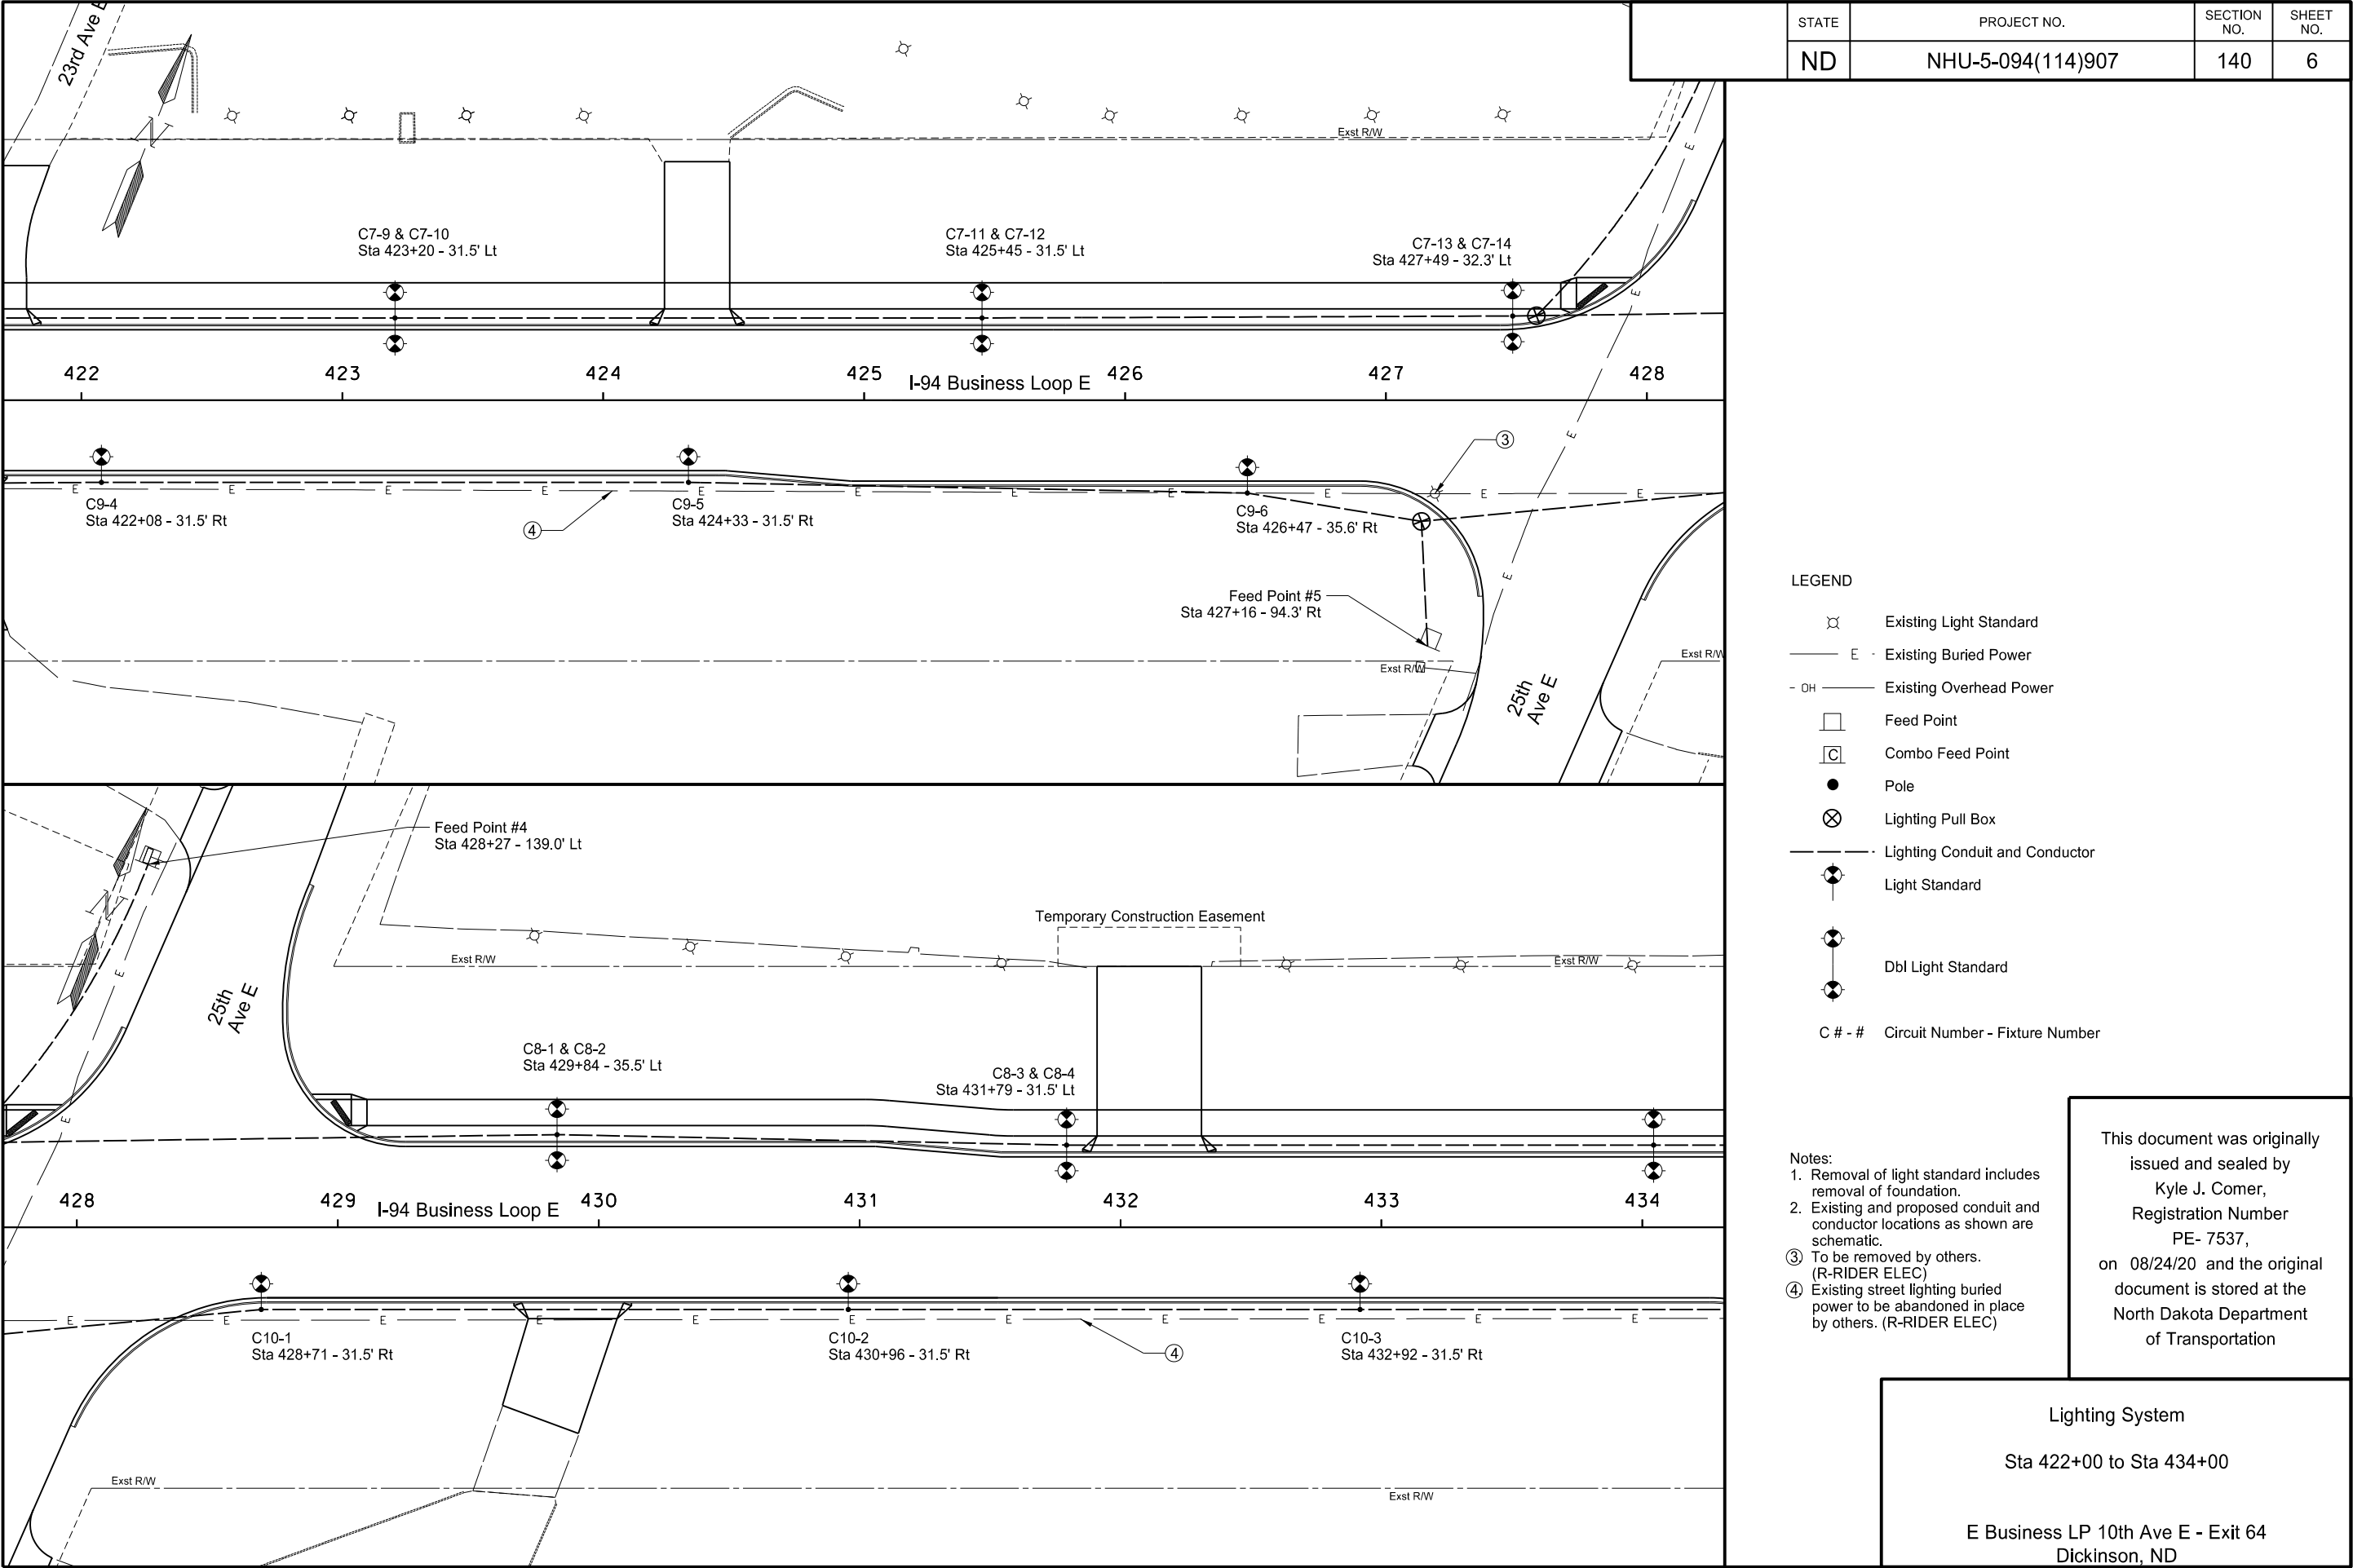 STATE
PROJECT NO.
SECTION NO.
SHEET NO.
ND
NHU-5-094(114)907
140
6
23rd Ave E
N
Exst R/W
C7-9 & C7-10
Sta 423+20 - 31.5' Lt
C7-11 & C7-12
Sta 425+45 - 31.5' Lt
C7-13 & C7-14
Sta 427+49 - 32.3' Lt
E
E
422
423
424
425
I-94 Business Loop E
426
427
428
E
3
E
E
E
E
E
E
E
E
E
E
E
C9-4
Sta 422+08 - 31.5' Rt
4
C9-5
Sta 424+33 - 31.5' Rt
C9-6
Sta 426+47 - 35.6' Rt
E
Feed Point #5
Sta 427+16 - 94.3' Rt
Exst R/W
Exst R/W
25th
Ave E
Feed Point #4
Sta 428+27 - 139.0' Lt
N
Temporary Construction Easement
Exst R/W
Exst R/W
E
25th
Ave E
C8-1 & C8-2
Sta 429+84 - 35.5' Lt
C8-3 & C8-4
Sta 431+79 - 31.5' Lt
E
428
429
I-94 Business Loop E
430
431
432
433
434
E
E
E
E
E
E
E
E
E
E
E
C10-1
Sta 428+71 - 31.5' Rt
C10-2
Sta 430+96 - 31.5' Rt
4
C10-3
Sta 432+92 - 31.5' Rt
Exst R/W
Exst R/W
LEGEND
Existing Light Standard
E Existing Buried Power
OH Existing Overhead Power
Feed Point
C Combo Feed Point
Pole
Lighting Pull Box
Lighting Conduit and Conductor
Light Standard
Dbl Light Standard
C # - # Circuit Number - Fixture Number
Notes:
1. Removal of light standard includes
removal of foundation.
2. Existing and proposed conduit and
conductor locations as shown are
schematic.
3. To be removed by others.
(R-RIDER ELEC)
4. Existing street lighting buried
power to be abandoned in place
by others. (R-RIDER ELEC)
This document was originally
issued and sealed by
Kyle J. Comer,
Registration Number
PE- 7537,
on 08/24/20 and the original
document is stored at the
North Dakota Department
of Transportation
Lighting System
Sta 422+00 to Sta 434+00
E Business LP 10th Ave E - Exit 64
Dickinson, ND